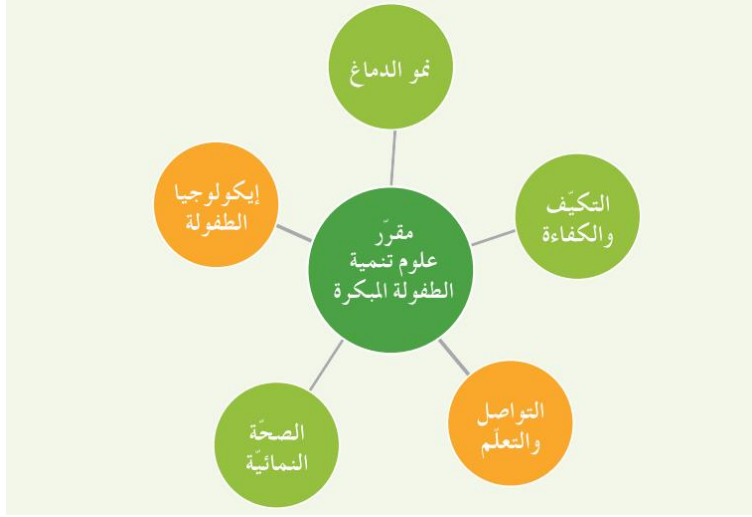 نمو الدماغ
التكيّف
والكفاءة
إيكولوجيا
الطفولة
مقرّر
علوم تنمية
الطفولة المبكرة
التواصل
والتعلّم
الصحّة
النمائيّة